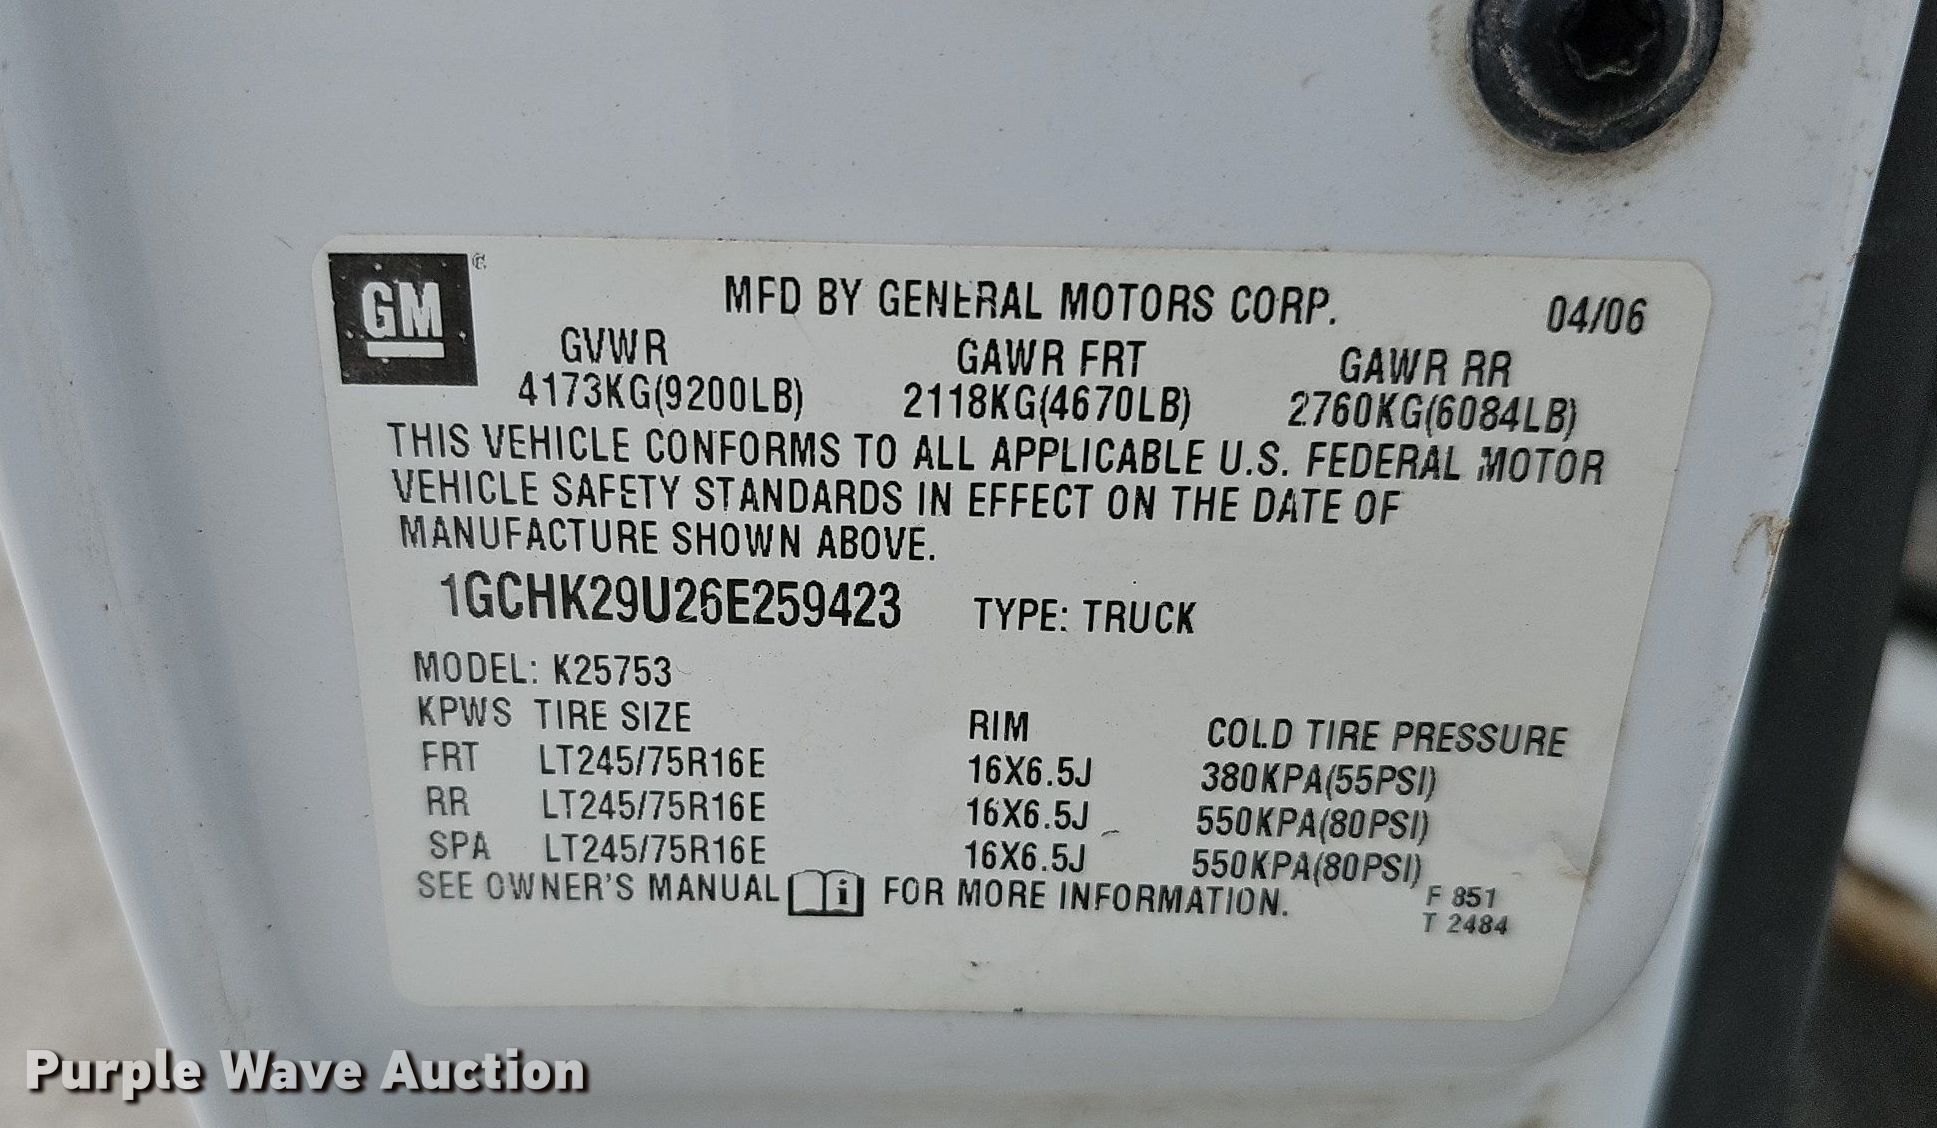 GM
MFD BY GENERAL MOTORS CORP. 04/06
GVWR GAWR FRT GAWR RR
4173KG(9200LB) 2118KG(4670LB) 2760KG(6084LB)
THIS VEHICLE CONFORMS TO ALL APPLICABLE U.S. FEDERAL MOTOR
VEHICLE SAFETY STANDARDS IN EFFECT ON THE DATE OF
MANUFACTURE SHOWN ABOVE.
1GCHK29U26E259423 TYPE: TRUCK
MODEL: K25753
KPWS TIRE SIZE RIM COLD TIRE PRESSURE
FRT LT245/75R16E 16X6.5J 380KPA(55PSI)
RR LT245/75R16E 16X6.5J 550KPA(80PSI)
SPA LT245/75R16E 16X6.5J 550KPA(80PSI)
SEE OWNER'S MANUAL i FOR MORE INFORMATION.
F 851
T 2484
Purple Wave Auction